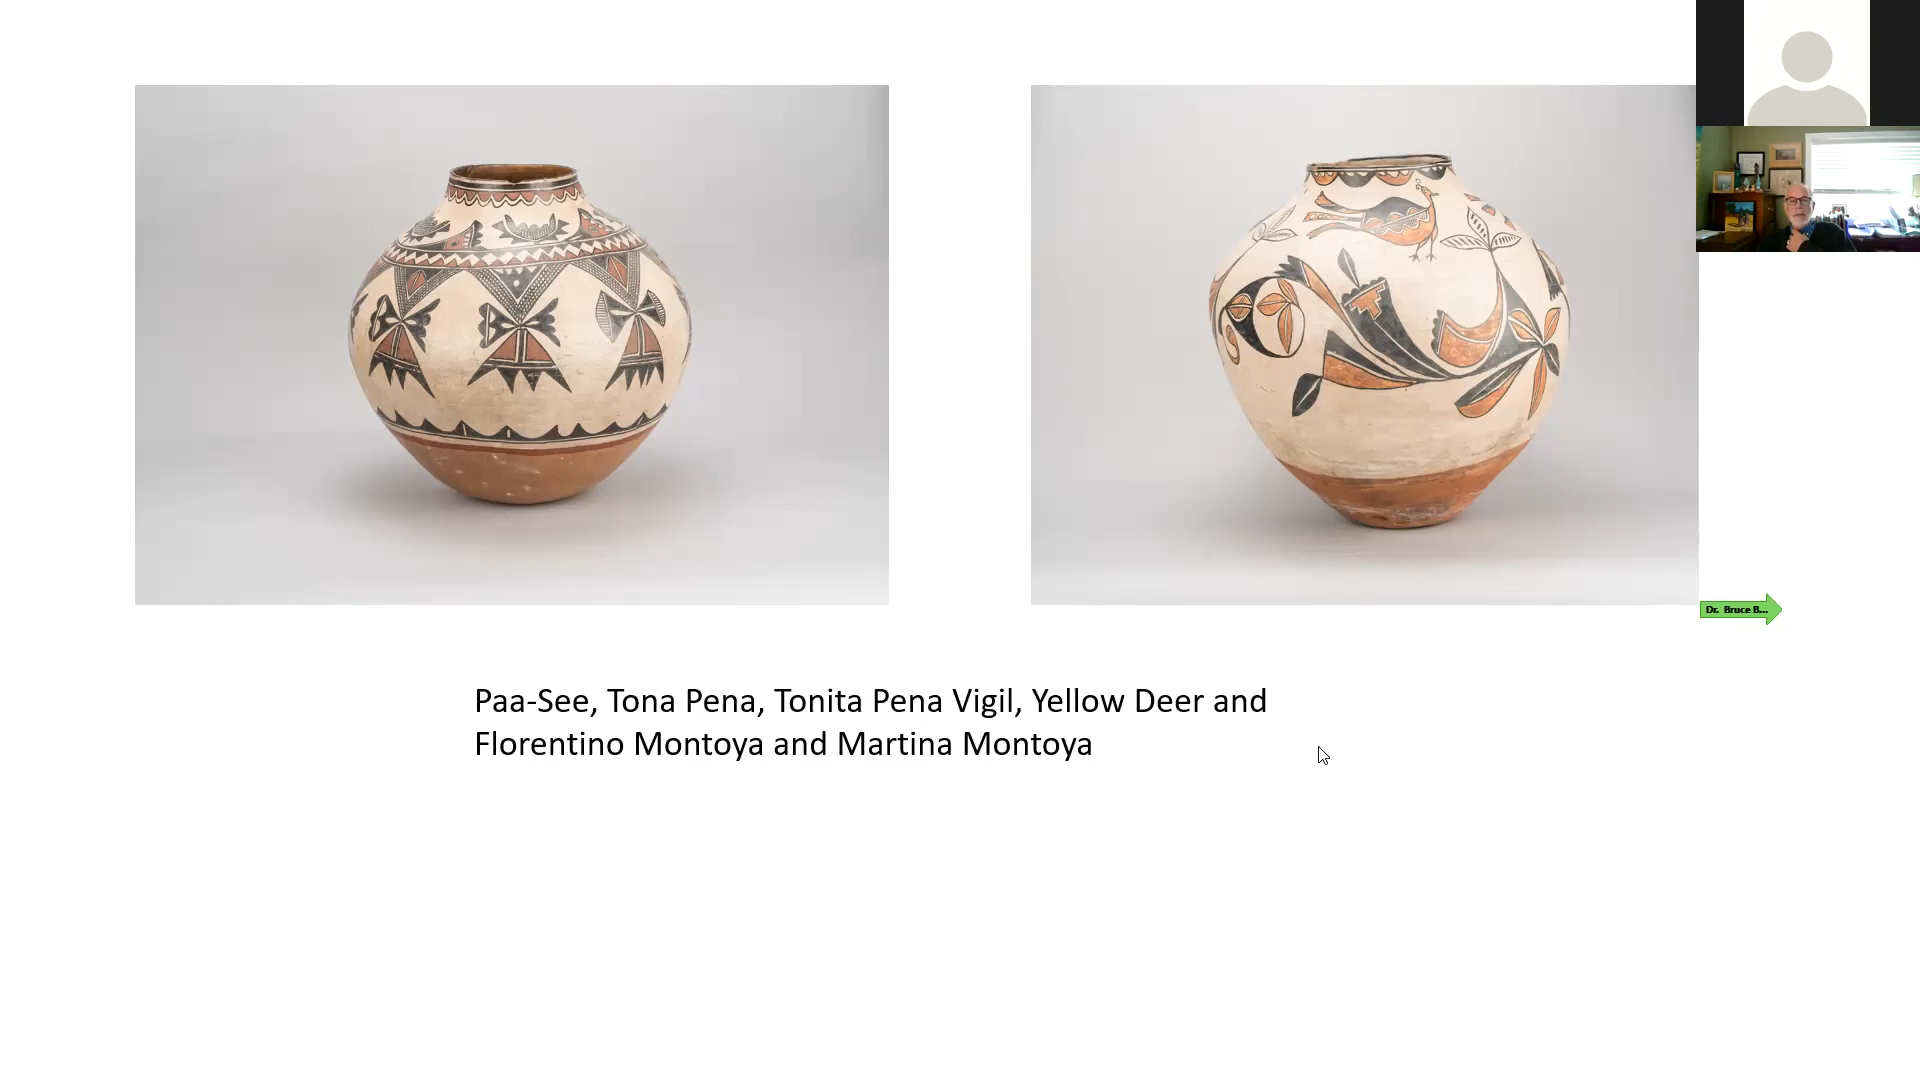 Dr. Bruce B...
Paa-See, Tona Pena, Tonita Pena Vigil, Yellow Deer and
Florentino Montoya and Martina Montoya